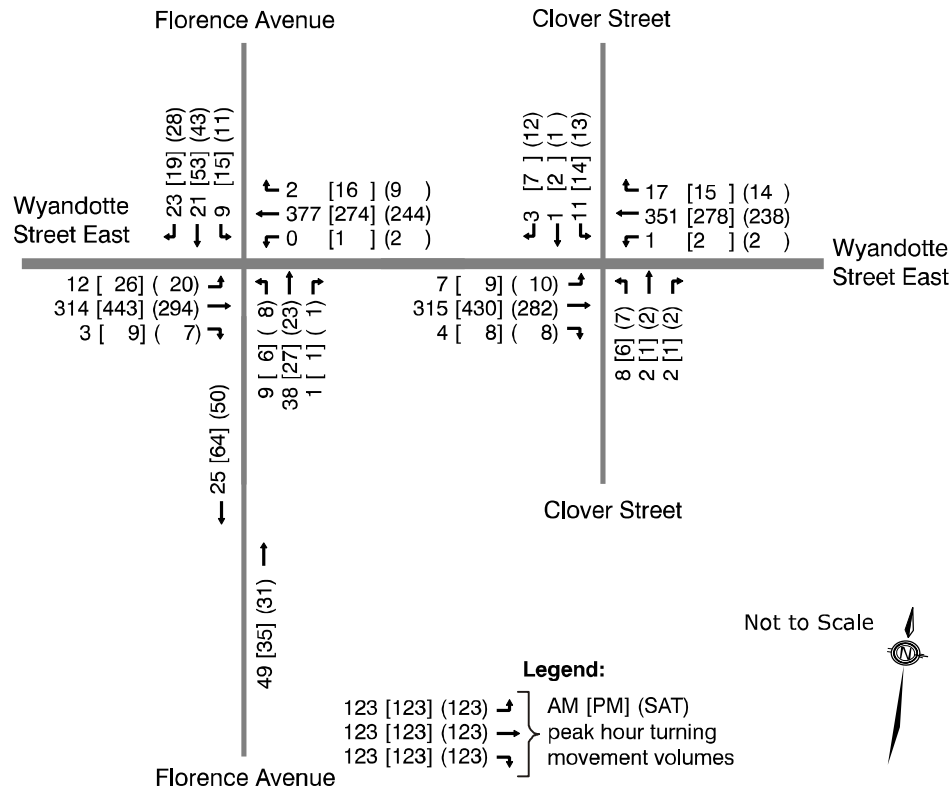 Florence Avenue
Clover Street
23 [19] (28)
21 [53] (43)
9 [15] (11)
3 [7 ] (12)
1 [2 ] (1 )
11 [14] (13)
2 [16 ] (9 )
377 [274] (244)
0 [1 ] (2 )
17 [15 ] (14 )
351 [278] (238)
1 [2 ] (2 )
Wyandotte
Street East
Wyandotte
Street East
12 [ 26] ( 20)
314 [443] (294)
3 [ 9] ( 7)
9 [ 6] ( 8)
38 [27] (23)
1 [ 1] ( 1)
7 [ 9] ( 10)
315 [430] (282)
4 [ 8] ( 8)
8 [6] (7)
2 [1] (2)
2 [1] (2)
25 [64] (50)
Clover Street
49 [35] (31)
Not to Scale
N
Legend:
123 [123] (123)
123 [123] (123)
123 [123] (123)
AM [PM] (SAT)
peak hour turning
movement volumes
Florence Avenue